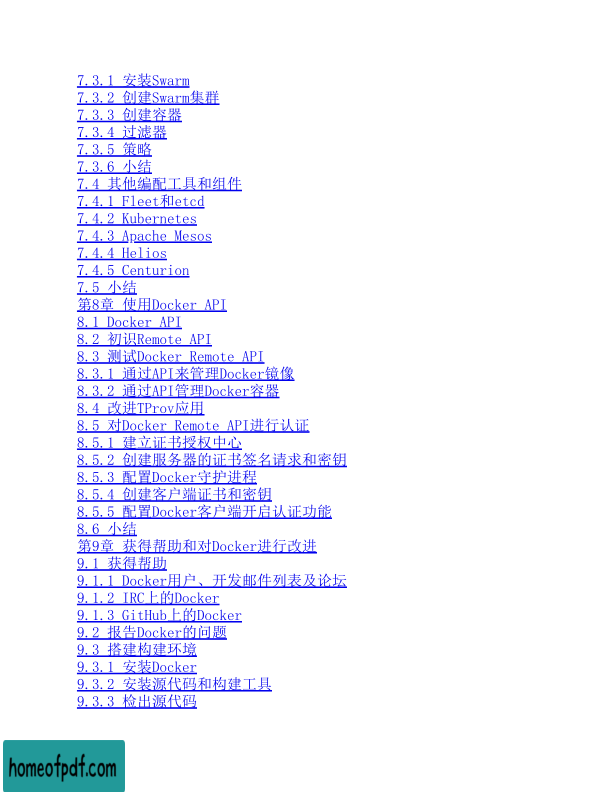 7.3.1 安装Swarm
7.3.2 创建Swarm集群
7.3.3 创建容器
7.3.4 过滤器
7.3.5 策略
7.3.6 小结
7.4 其他编配工具和组件
7.4.1 Fleet和etcd
7.4.2 Kubernetes
7.4.3 Apache Mesos
7.4.4 Helios
7.4.5 Centurion
7.5 小结
第8章 使用Docker API
8.1 Docker API
8.2 初识Remote API
8.3 测试Docker Remote API
8.3.1 通过API来管理Docker镜像
8.3.2 通过API管理Docker容器
8.4 改进TProv应用
8.5 对Docker Remote API进行认证
8.5.1 建立证书授权中心
8.5.2 创建服务器的证书签名请求和密钥
8.5.3 配置Docker守护进程
8.5.4 创建客户端证书和密钥
8.5.5 配置Docker客户端开启认证功能
8.6 小结
第9章 获得帮助和对Docker进行改进
9.1 获得帮助
9.1.1 Docker用户、开发邮件列表及论坛
9.1.2 IRC上的Docker
9.1.3 GitHub上的Docker
9.2 报告Docker的问题
9.3 搭建构建环境
9.3.1 安装Docker
9.3.2 安装源代码和构建工具
9.3.3 检出源代码
homeofpdf.com